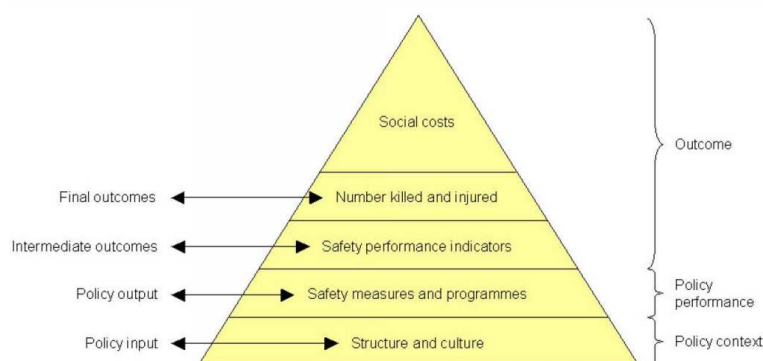 Social costs
Outcome
Final outcomes
Number killed and injured
Intermediate outcomes
Safety performance indicators
Policy output
Safety measures and programmes
Policy
performance
Policy input
Structure and culture
Policy context